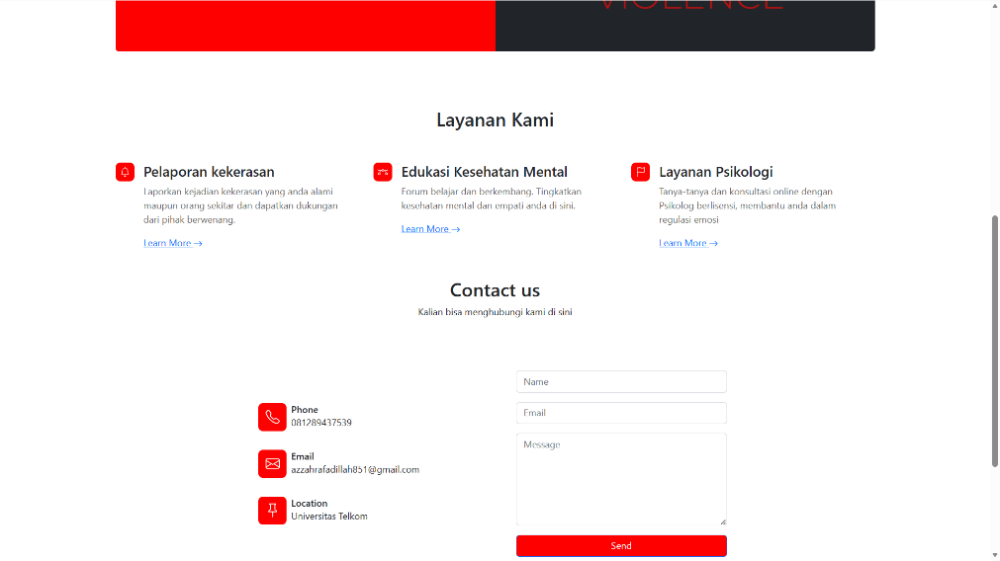 VIOLENCE
Layanan Kami
Pelaporan kekerasan
Laporkan kejadian kekerasan yang anda alami
maupun orang sekitar dan dapatkan dukungan
dari pihak berwenang.
Learn More →
Edukasi Kesehatan Mental
Forum belajar dan berkembang. Tingkatkan
kesehatan mental dan empati anda di sini.
Learn More →
Layanan Psikologi
Tanya-tanya dan konsultasi online dengan
Psikolog berlisensi, membantu anda dalam
regulasi emosi
Learn More →
Contact us
Kalian bisa menghubungi kami di sini
Phone
081289437539
Email
azzahrafadillah851@gmail.com
Location
Universitas Telkom
Name
Email
Message
Send